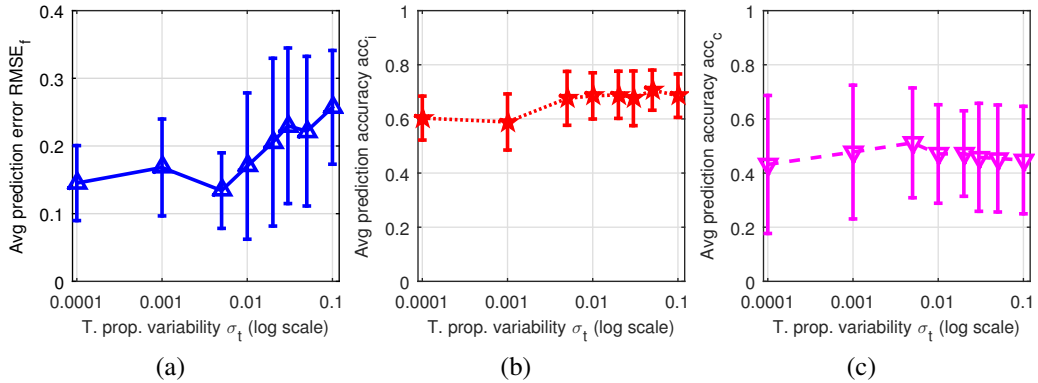 Avg prediction error RMSE_f
0.4
0.3
0.2
0.1
0
0.0001 0.001 0.01 0.1
T. prop. variability σ_t (log scale)
(a)
Avg prediction accuracy acc_i
1
0.8
0.6
0.4
0.2
0
0.0001 0.001 0.01 0.1
T. prop. variability σ_t (log scale)
(b)
Avg prediction accuracy acc_c
1
0.8
0.6
0.4
0.2
0
0.0001 0.001 0.01 0.1
T. prop. variability σ_t (log scale)
(c)